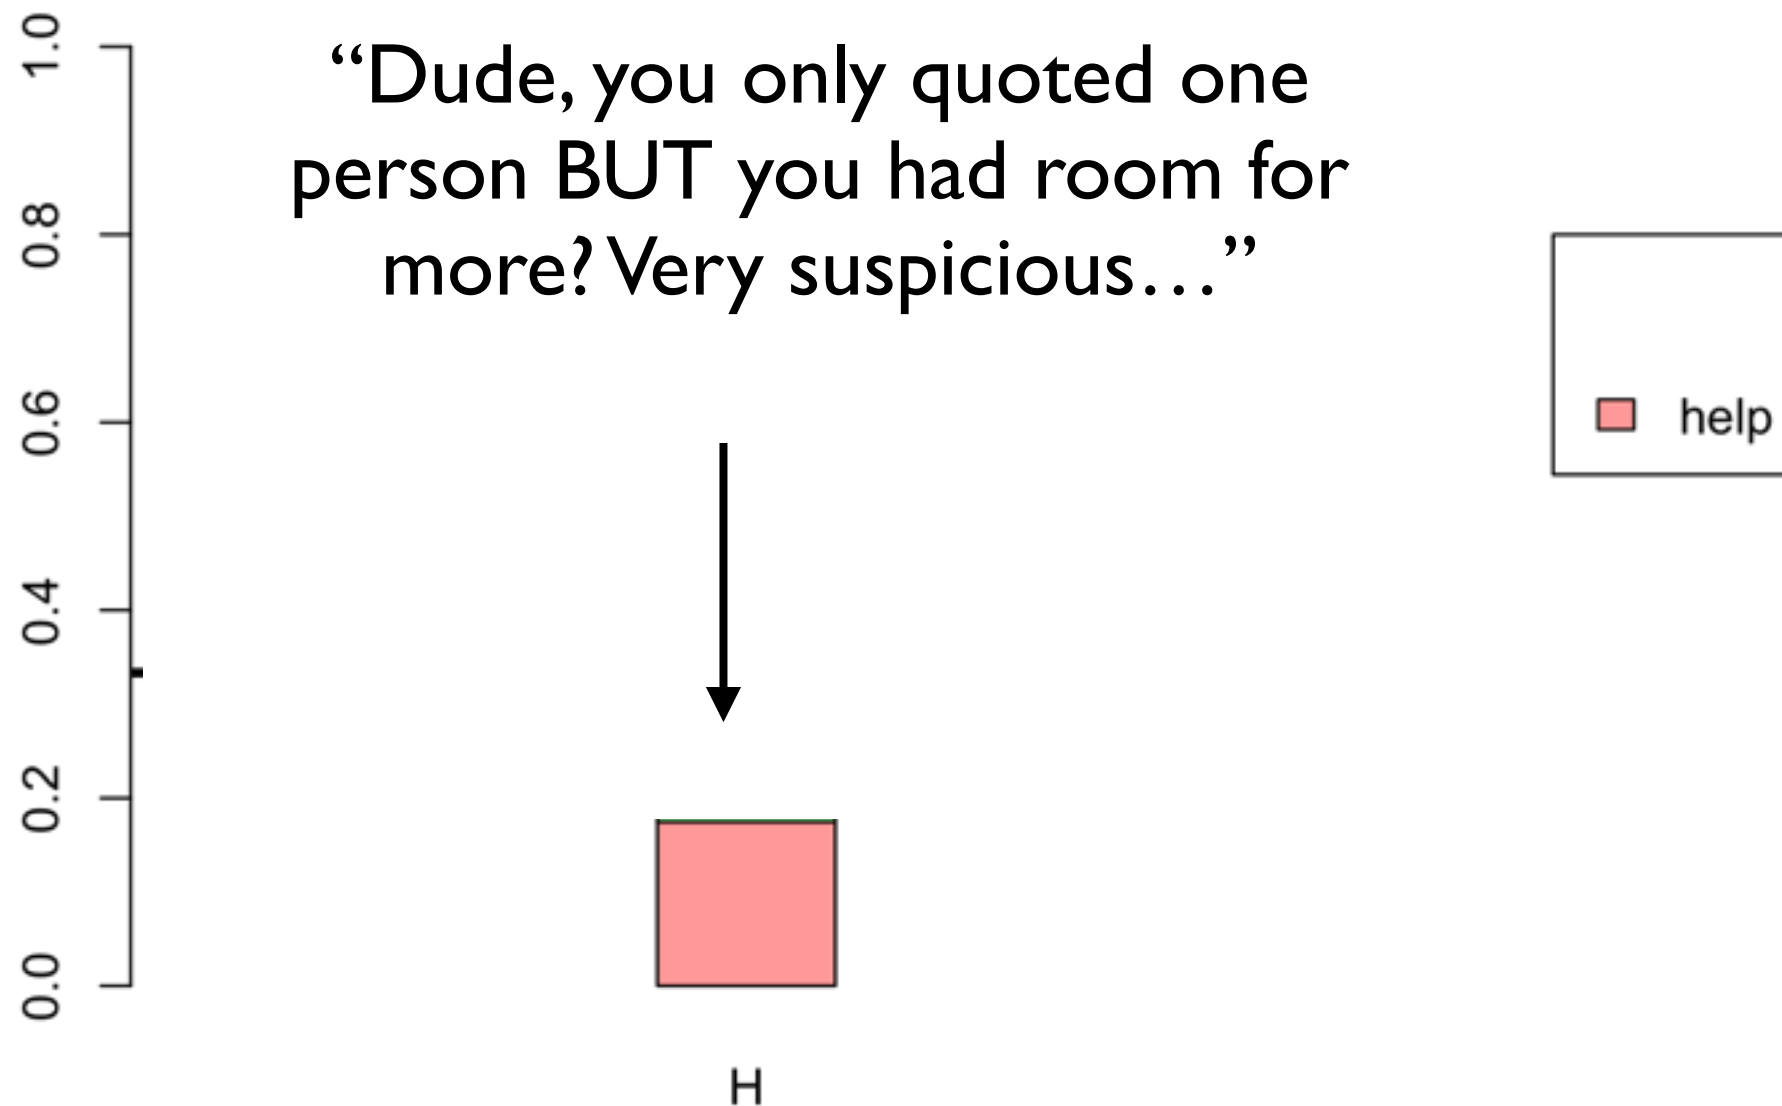 “Dude, you only quoted one
person BUT you had room for
more? Very suspicious…”
1.0
0.8
0.6
0.4
0.2
0.0
help
H